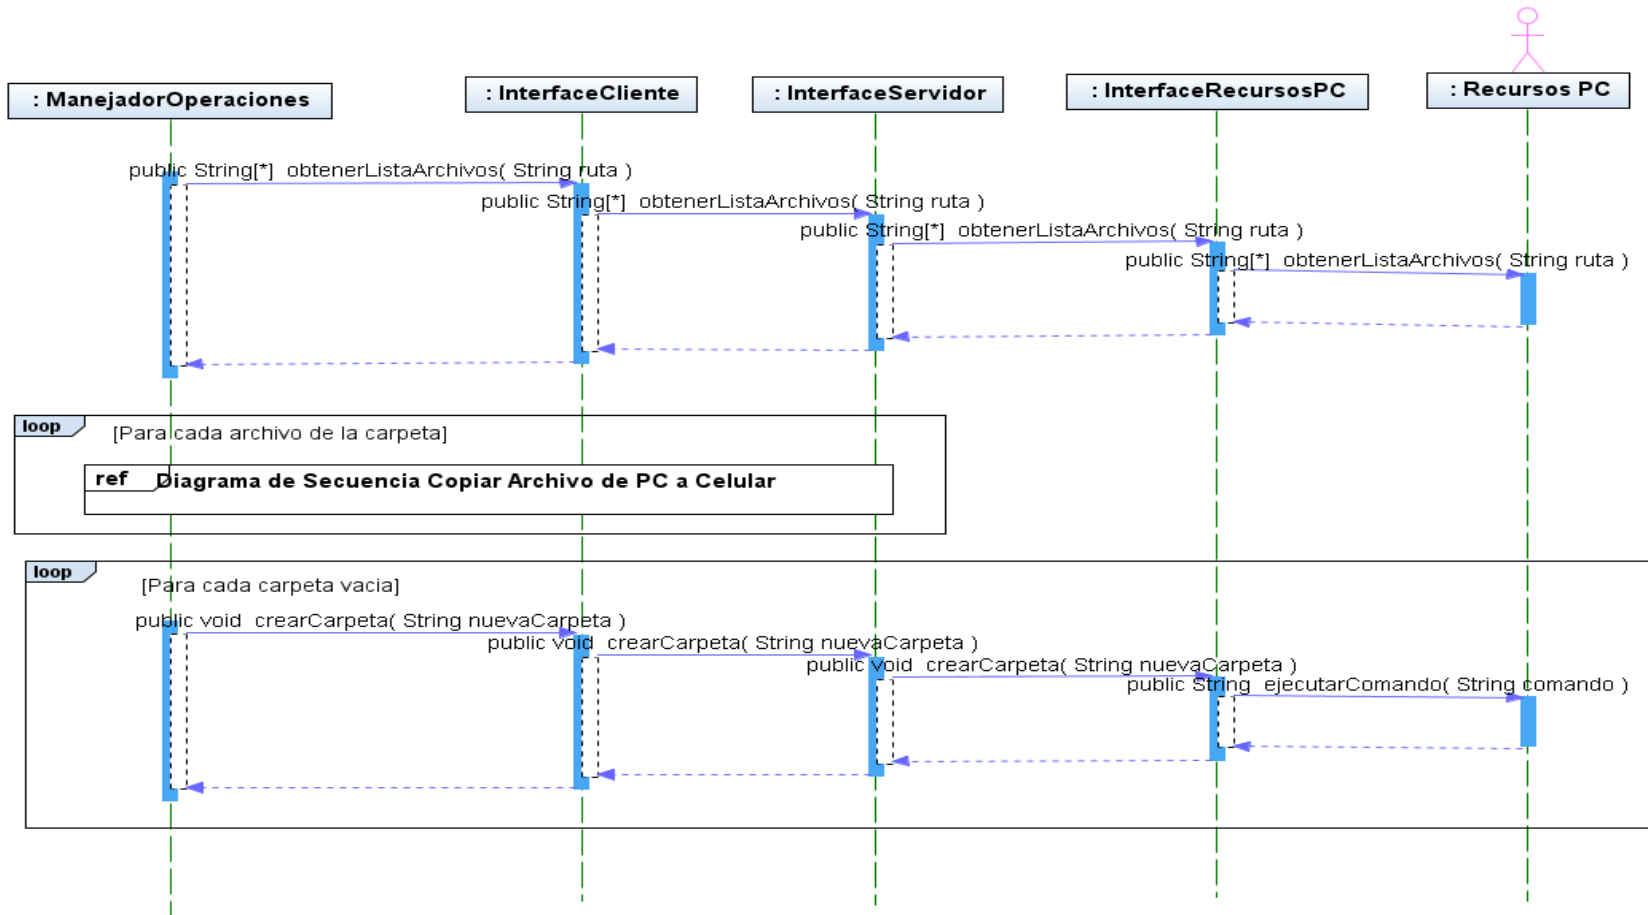 : ManejadorOperaciones
: InterfaceCliente
: InterfaceServidor
: InterfaceRecursosPC
: Recursos PC
public String[*]  obtenerListaArchivos( String ruta )
public String[*]  obtenerListaArchivos( String ruta )
public String[*]  obtenerListaArchivos( String ruta )
public String[*]  obtenerListaArchivos( String ruta )
loop
[Para cada archivo de la carpeta]
ref
Diagrama de Secuencia Copiar Archivo de PC a Celular
loop
[Para cada carpeta vacia]
public void  crearCarpeta( String nuevaCarpeta )
public void  crearCarpeta( String nuevaCarpeta )
public void  crearCarpeta( String nuevaCarpeta )
public String  ejecutarComando( String comando )